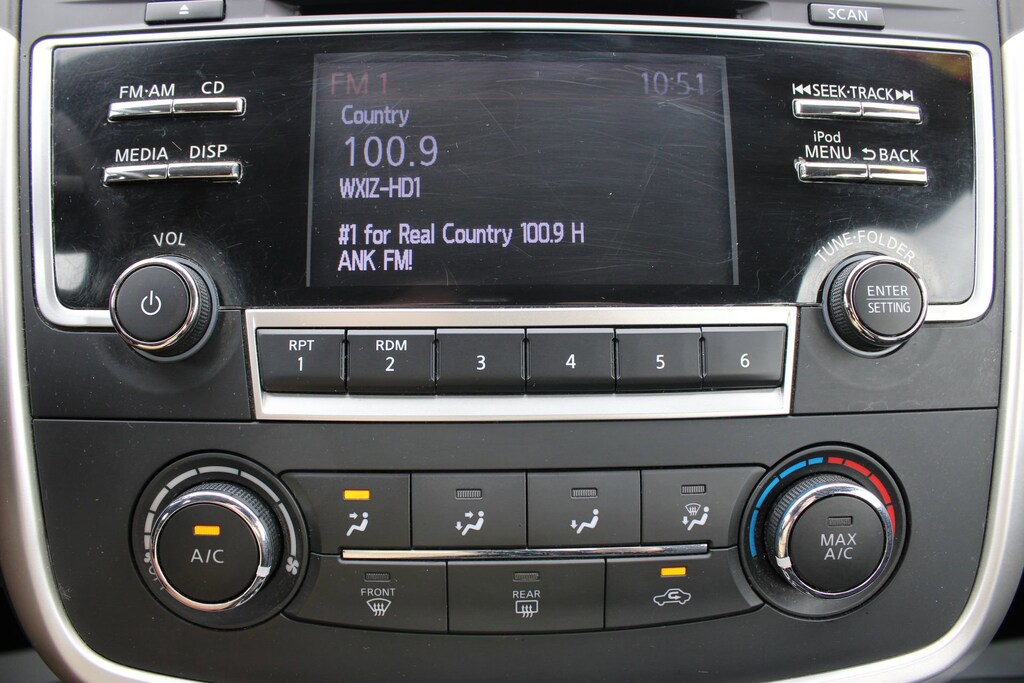 SCAN
FM·AM CD
MEDIA DISP
VOL
FM 1 10:51
Country
100.9
WXIZ-HD1
#1 for Real Country 100.9 H
ANK FM!
SEEK·TRACK
iPod
MENU BACK
TUNE·FOLDER
ENTER
SETTING
RPT
1
RDM
2
3
4
5
6
A/C
MAX
A/C
FRONT
REAR